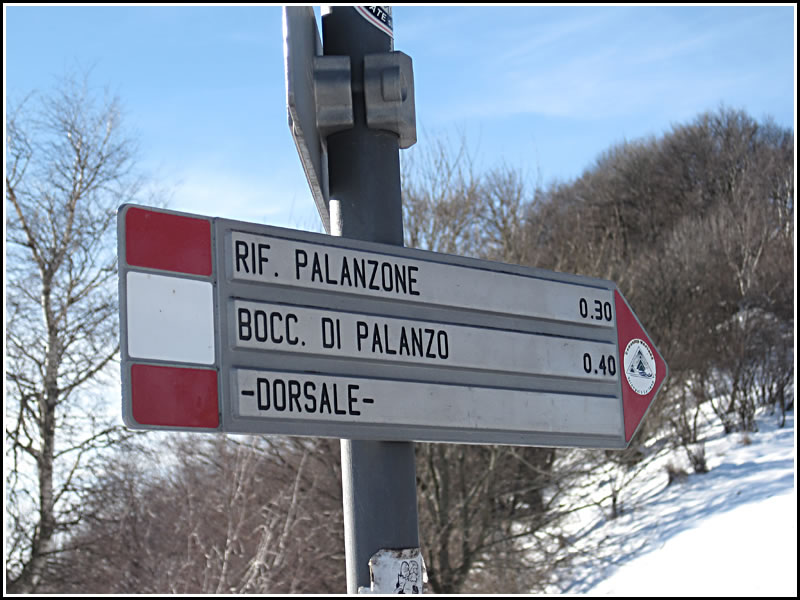 RIF. PALANZONE 0.30
BOCC. DI PALANZO 0.40
-DORSALE-